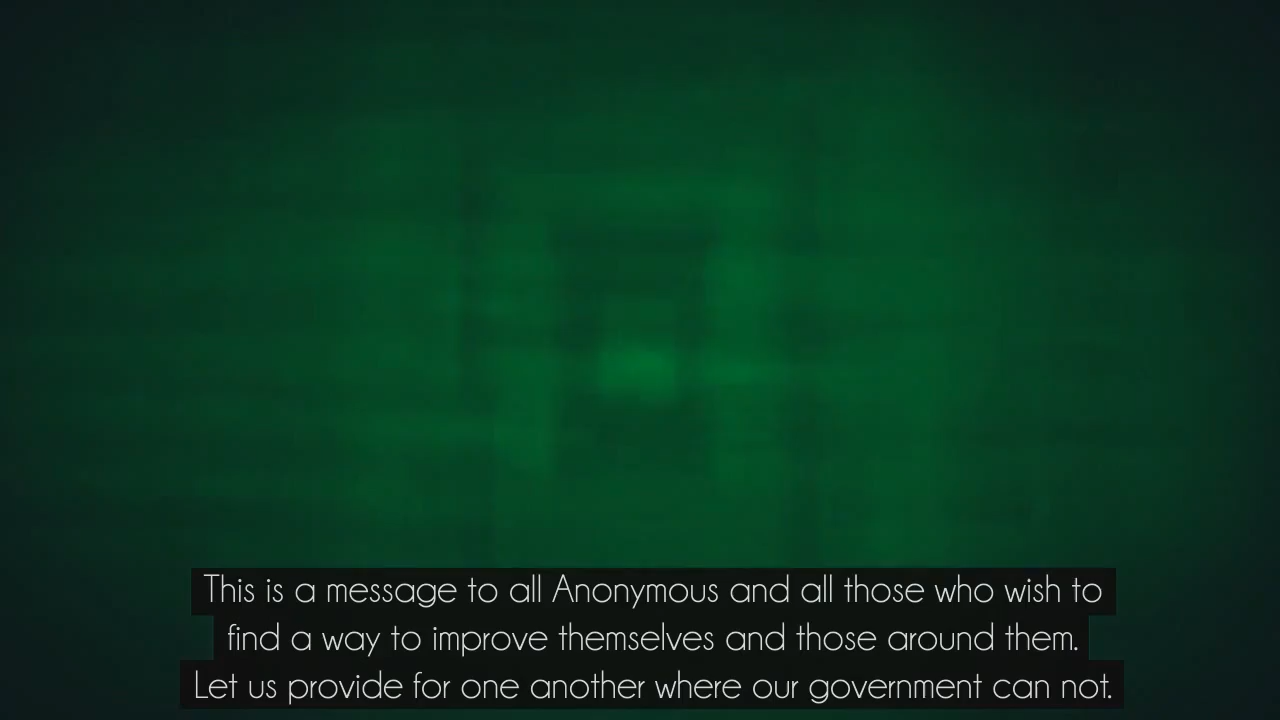 This is a message to all Anonymous and all those who wish to
find a way to improve themselves and those around them.
Let us provide for one another where our government can not.